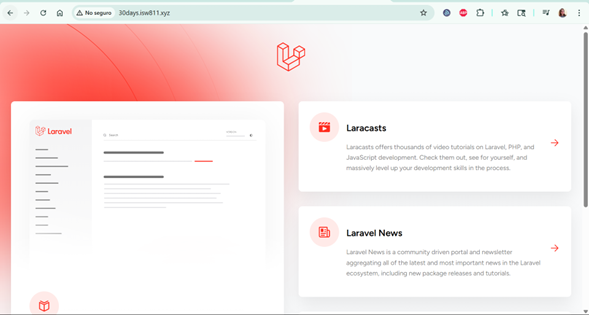 No seguro
30days.isw811.xyz
Laravel
Laracasts
Laracasts offers thousands of video tutorials on Laravel, PHP, and
JavaScript development. Check them out, see for yourself, and
massively level up your development skills in the process.
Laravel News
Laravel News is a community driven portal and newsletter
aggregating all of the latest and most important news in the Laravel
ecosystem, including new package releases and tutorials.